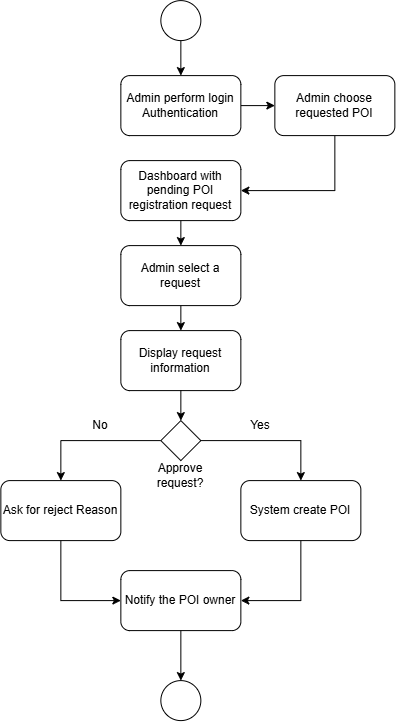 Admin perform login
Authentication
Admin choose
requested POI
Dashboard with
pending POI
registration request
Admin select a
request
Display request
information
No
Yes
Approve
request?
Ask for reject Reason
System create POI
Notify the POI owner